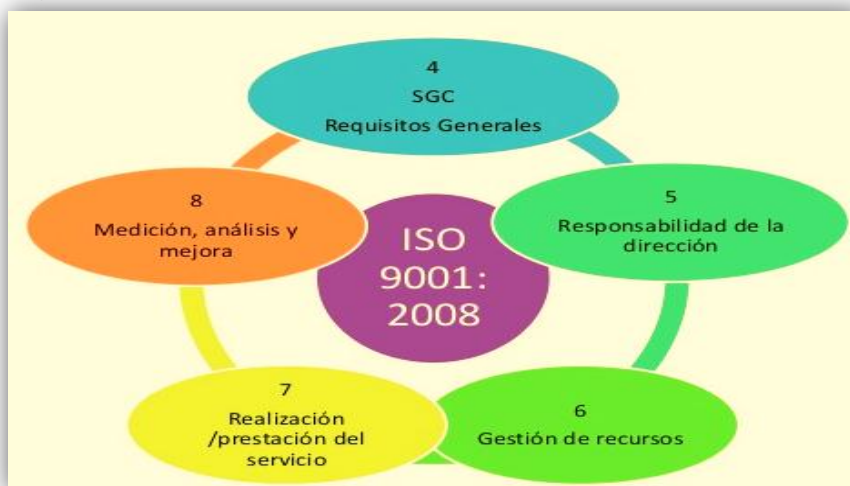 4
SGC
Requisitos Generales
5
Responsabilidad de la
dirección
6
Gestión de recursos
7
Realización
/prestación del
servicio
8
Medición, análisis y
mejora
ISO
9001:
2008